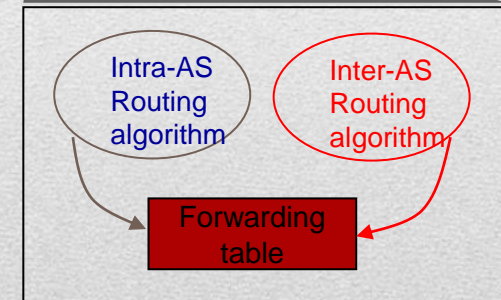 Intra-AS
Routing
algorithm
Inter-AS
Routing
algorithm
Forwarding
table